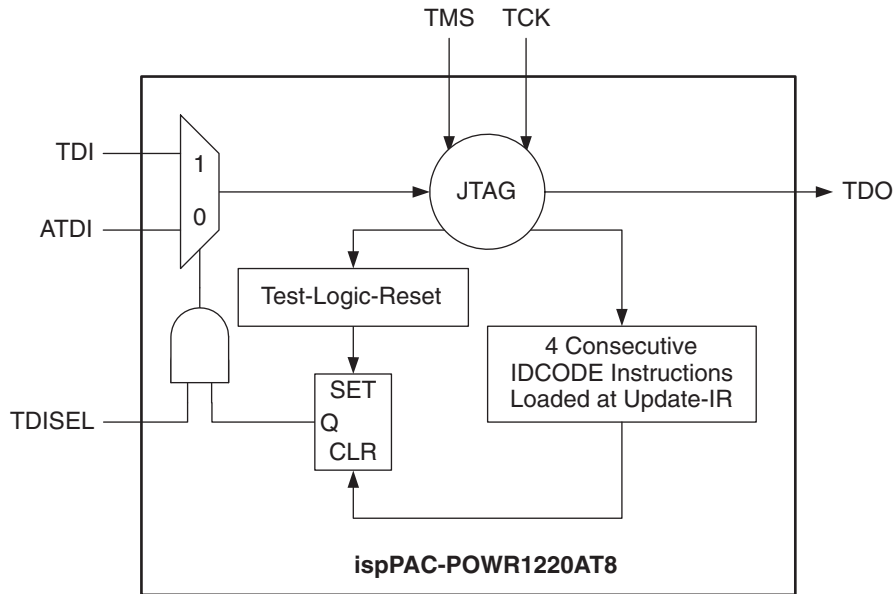 TMS
TCK
TDI
1
JTAG
TDO
0
ATDI
Test-Logic-Reset
4 Consecutive
IDCODE Instructions
Loaded at Update-IR
SET
TDISEL
Q
CLR
ispPAC-POWR1220AT8